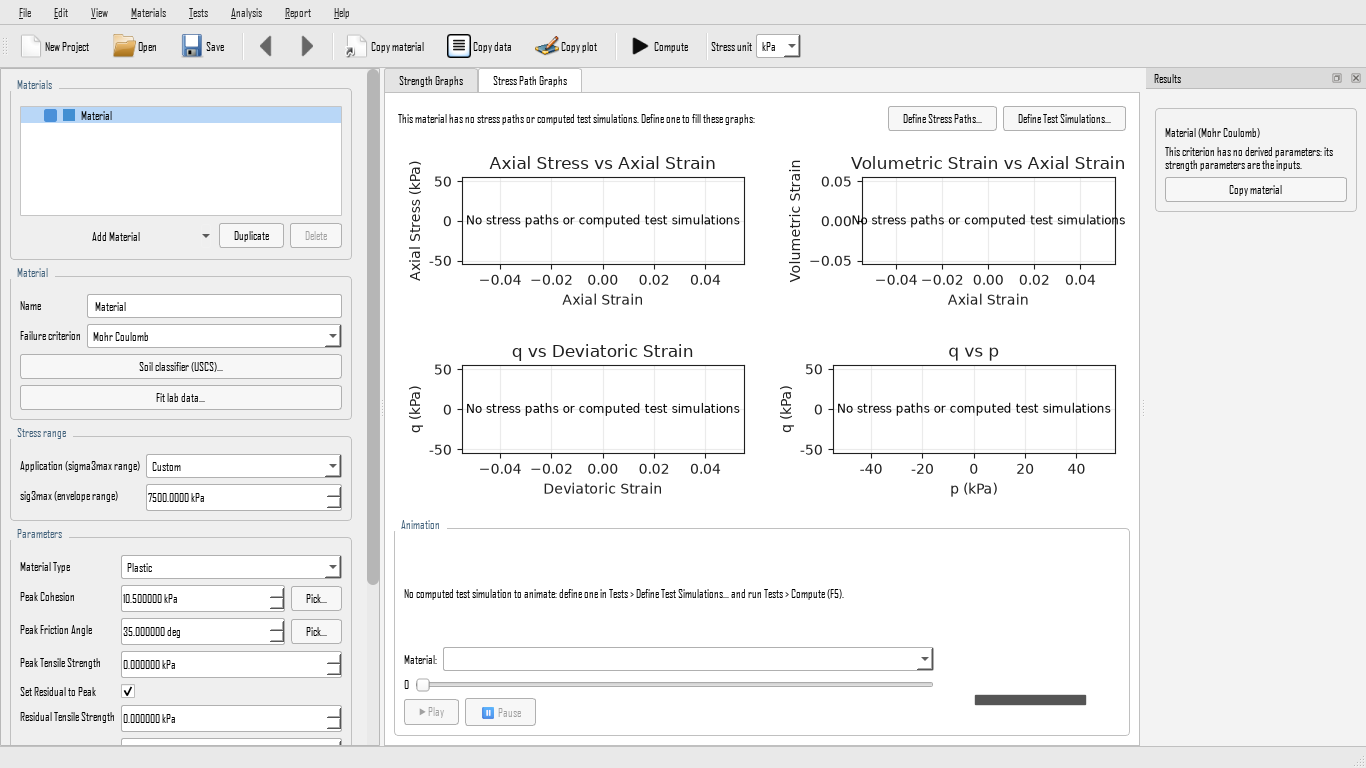 File Edit View Materials Tests Analysis Report Help
New Project Open Save Copy material Copy data Copy plot Compute Stress unit kPa
Materials
Material
Add Material Duplicate Delete
Material
Name Material
Failure criterion Mohr Coulomb
Soil classifier (USCS)...
Fit lab data...
Stress range
Application (sigma3max range) Custom
sig3max (envelope range) 7500.0000 kPa
Parameters
Material Type Plastic
Peak Cohesion 10.500000 kPa Pick...
Peak Friction Angle 35.000000 deg Pick...
Peak Tensile Strength 0.000000 kPa
Set Residual to Peak
Residual Tensile Strength 0.000000 kPa
Strength Graphs Stress Path Graphs
This material has no stress paths or computed test simulations. Define one to fill these graphs:
Define Stress Paths... Define Test Simulations...
Axial Stress vs Axial Strain
Axial Stress (kPa)
50
0
-50
No stress paths or computed test simulations
−0.04 −0.02 0.00 0.02 0.04
Axial Strain
Volumetric Strain vs Axial Strain
Volumetric Strain
0.05
0.00
−0.05
No stress paths or computed test simulations
−0.04 −0.02 0.00 0.02 0.04
Axial Strain
q vs Deviatoric Strain
q (kPa)
50
0
-50
No stress paths or computed test simulations
−0.04 −0.02 0.00 0.02 0.04
Deviatoric Strain
q vs p
q (kPa)
50
0
-50
No stress paths or computed test simulations
-40 -20 0 20 40
p (kPa)
Animation
No computed test simulation to animate: define one in Tests > Define Test Simulations... and run Tests > Compute (F5).
Material:
0
Play Pause
Results
Material (Mohr Coulomb)
This criterion has no derived parameters: its
strength parameters are the inputs.
Copy material